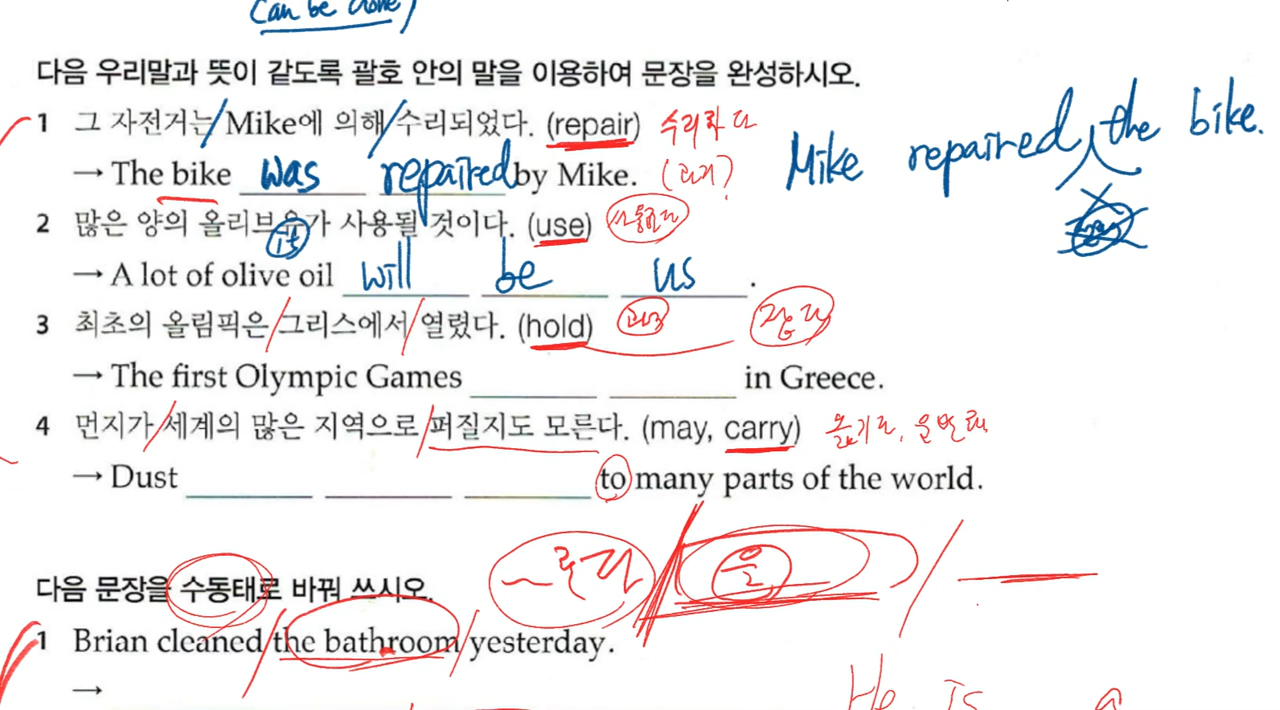 can be done)
다음 우리말과 뜻이 같도록 괄호 안의 말을 이용하여 문장을 완성하시오.
1 그 자전거는/Mike에 의해/수리되었다. (repair) 수리하다
→ The bike was repaired by Mike. (과거)
Mike repaired the bike.
2 많은 양의 올리브유가 사용될 것이다. (use)
it
→ A lot of olive oil will be us .
3 최초의 올림픽은/그리스에서/열렸다. (hold)
→ The first Olympic Games in Greece.
4 먼지가/세계의 많은 지역으로/퍼질지도 모른다. (may, carry) 옮기다,
→ Dust to many parts of the world.
다음 문장을 수동태로 바꿔 쓰시오.
을
1 Brian cleaned/the bathroom/yesterday.
→
He is a